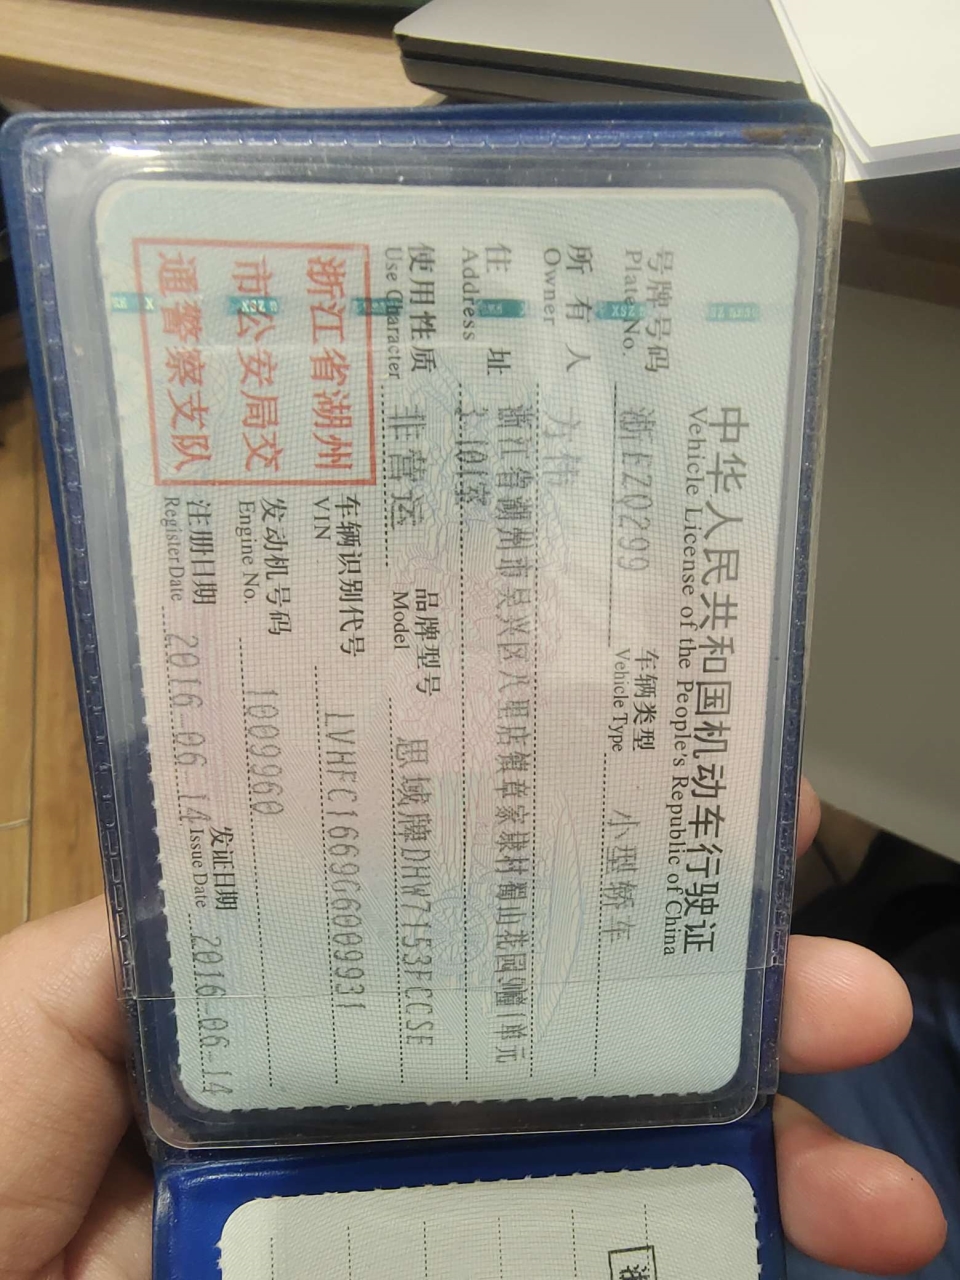 中华人民共和国机动车行驶证
Vehicle License of the People's Republic of China
号牌号码 浙EZ0299 车辆类型 小型轿车
Plate No. Vehicle Type
所有人 方伟
Owner
住址 浙江省湖州市吴兴区八里店镇章家埭村蜀山花园9幢1单元
Address 3-101室
使用性质 非营运 品牌型号 思域牌DHW7153FCCSE
Use Character Model
浙江省湖州
市公安局交
通警察支队
车辆识别代号 LVHFC1669G6009931
VIN
发动机号码 1009960
Engine No.
注册日期 2016-06-14 发证日期 2016-06-14
Register Date Issue Date